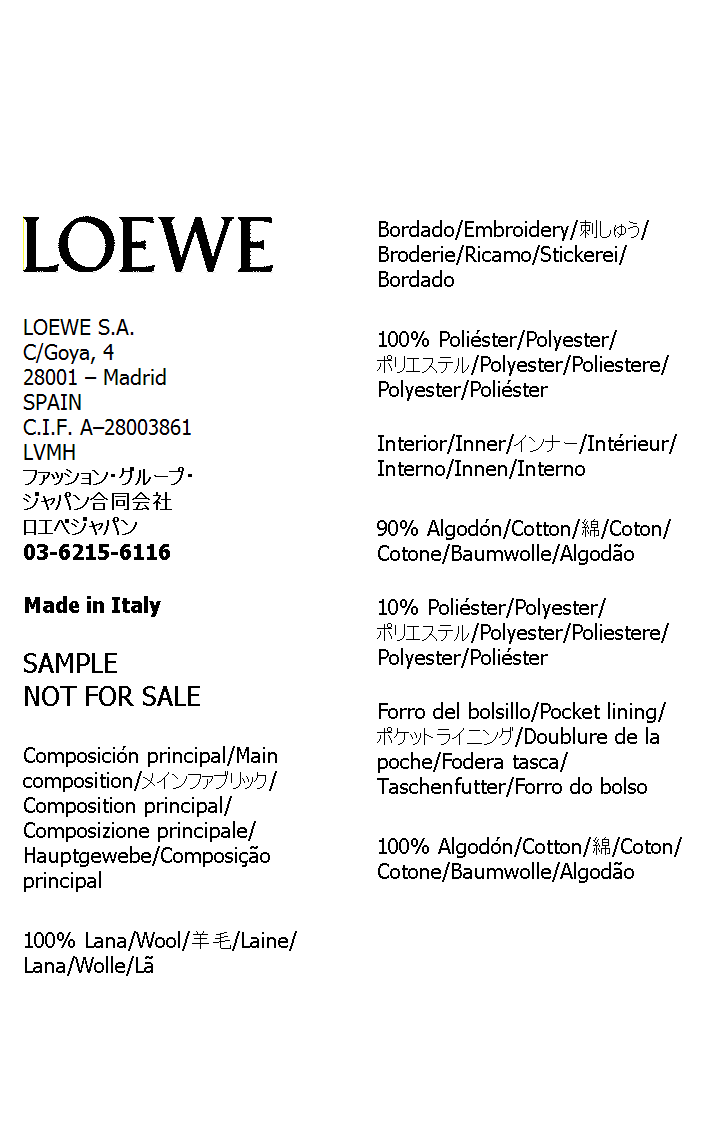 LOEWE
LOEWE S.A.
C/Goya, 4
28001 – Madrid
SPAIN
C.I.F. A–28003861
LVMH
ファッション・グループ・
ジャパン合同会社
ロエベジャパン
03-6215-6116
Made in Italy
SAMPLE
NOT FOR SALE
Composición principal/Main
composition/メインファブリック/
Composition principal/
Composizione principale/
Hauptgewebe/Composição
principal
100% Lana/Wool/羊毛/Laine/
Lana/Wolle/Lã
Bordado/Embroidery/刺しゅう/
Broderie/Ricamo/Stickerei/
Bordado
100% Poliéster/Polyester/
ポリエステル/Polyester/Poliestere/
Polyester/Poliéster
Interior/Inner/インナー/Intérieur/
Interno/Innen/Interno
90% Algodón/Cotton/綿/Coton/
Cotone/Baumwolle/Algodão
10% Poliéster/Polyester/
ポリエステル/Polyester/Poliestere/
Polyester/Poliéster
Forro del bolsillo/Pocket lining/
ポケットライニング/Doublure de la
poche/Fodera tasca/
Taschenfutter/Forro do bolso
100% Algodón/Cotton/綿/Coton/
Cotone/Baumwolle/Algodão